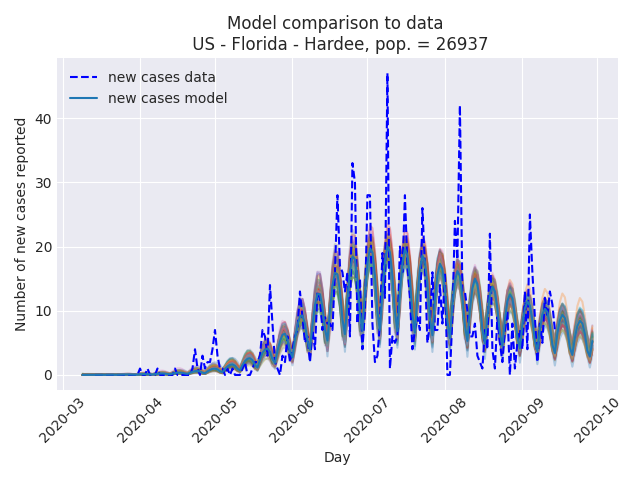 Model comparison to data
US - Florida - Hardee, pop. = 26937
new cases data
new cases model
Number of new cases reported
40
30
20
10
0
2020-03
2020-04
2020-05
2020-06
2020-07
2020-08
2020-09
2020-10
Day